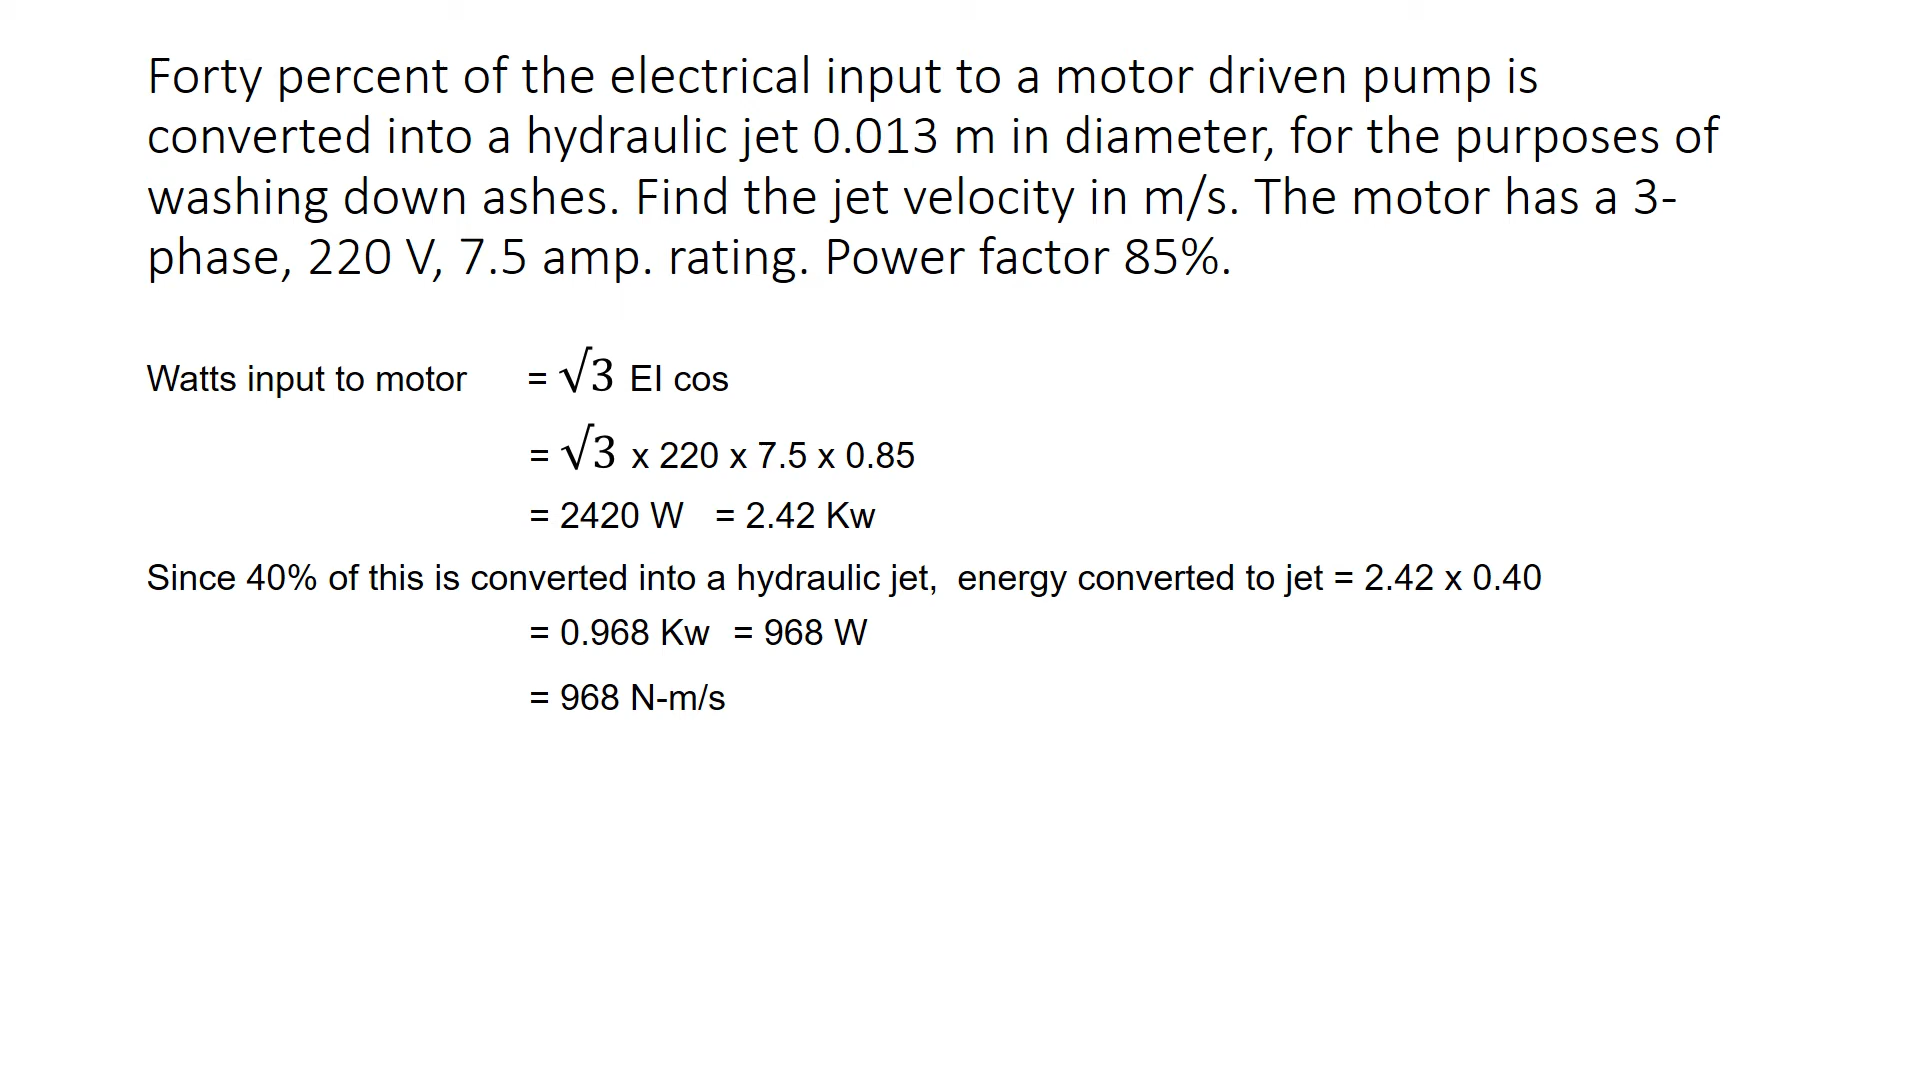 Forty percent of the electrical input to a motor driven pump is
converted into a hydraulic jet 0.013 m in diameter, for the purposes of
washing down ashes. Find the jet velocity in m/s. The motor has a 3-
phase, 220 V, 7.5 amp. rating. Power factor 85%.
Watts input to motor = √3 EI cos
= √3 x 220 x 7.5 x 0.85
= 2420 W = 2.42 Kw
Since 40% of this is converted into a hydraulic jet, energy converted to jet = 2.42 x 0.40
= 0.968 Kw = 968 W
= 968 N-m/s